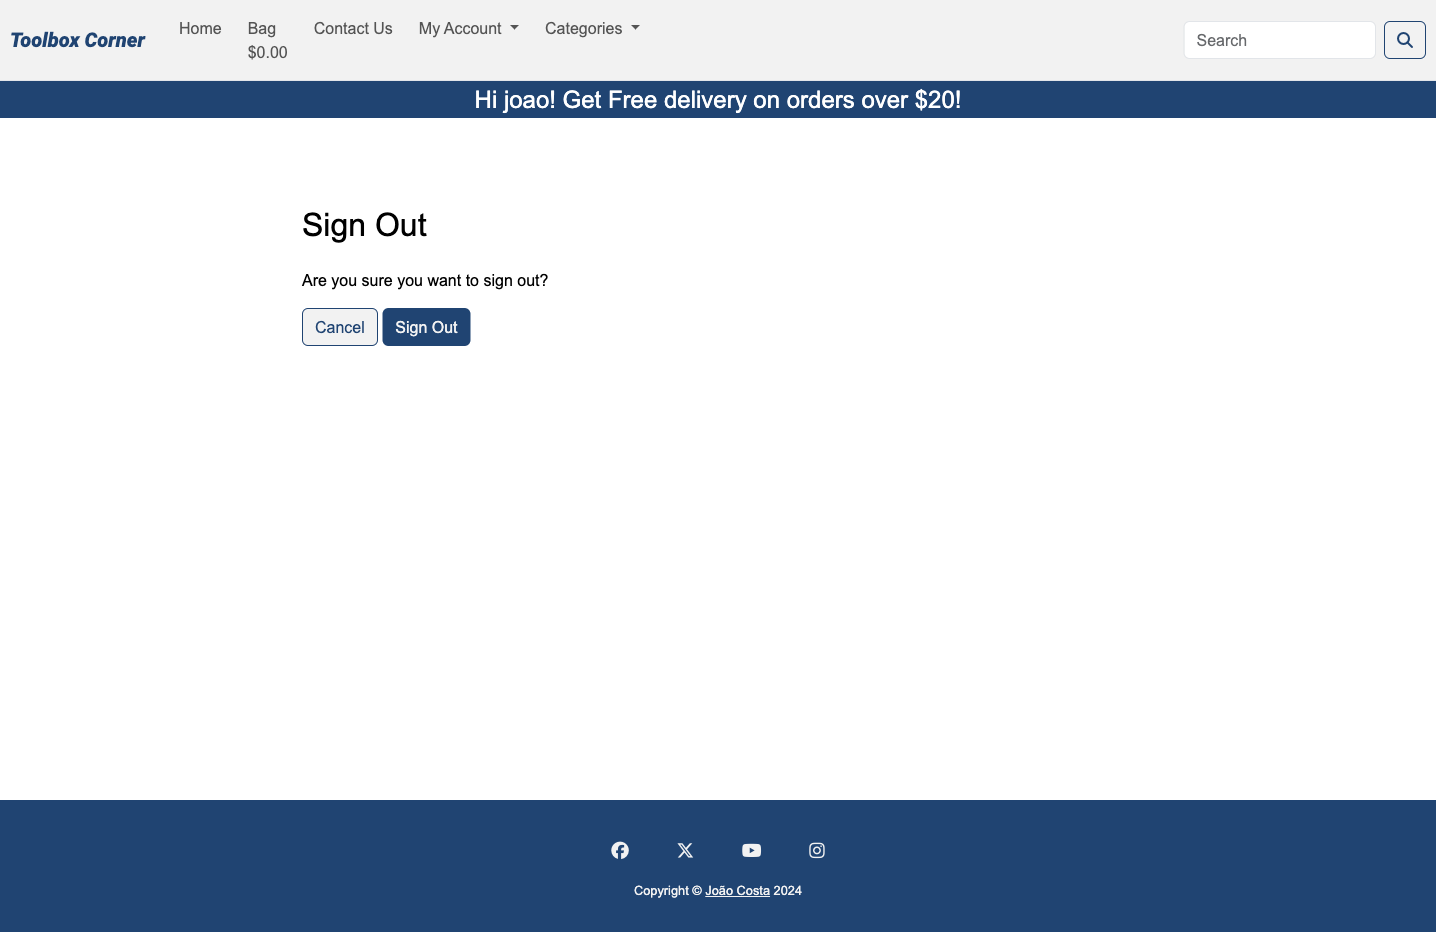 Toolbox Corner
Home
Bag
$0.00
Contact Us
My Account
Categories
Search
Hi joao! Get Free delivery on orders over $20!
Sign Out
Are you sure you want to sign out?
Cancel
Sign Out
Copyright © João Costa 2024